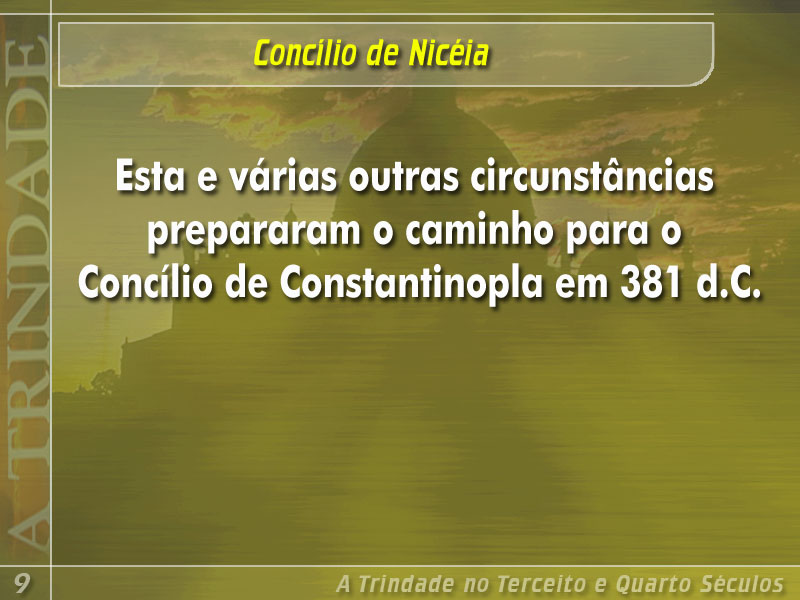 Concílio de Nicéia
A TRINDADE
Esta e várias outras circunstâncias
prepararam o caminho para o
Concílio de Constantinopla em 381 d.C.
9
A Trindade no Terceito e Quarto Séculos